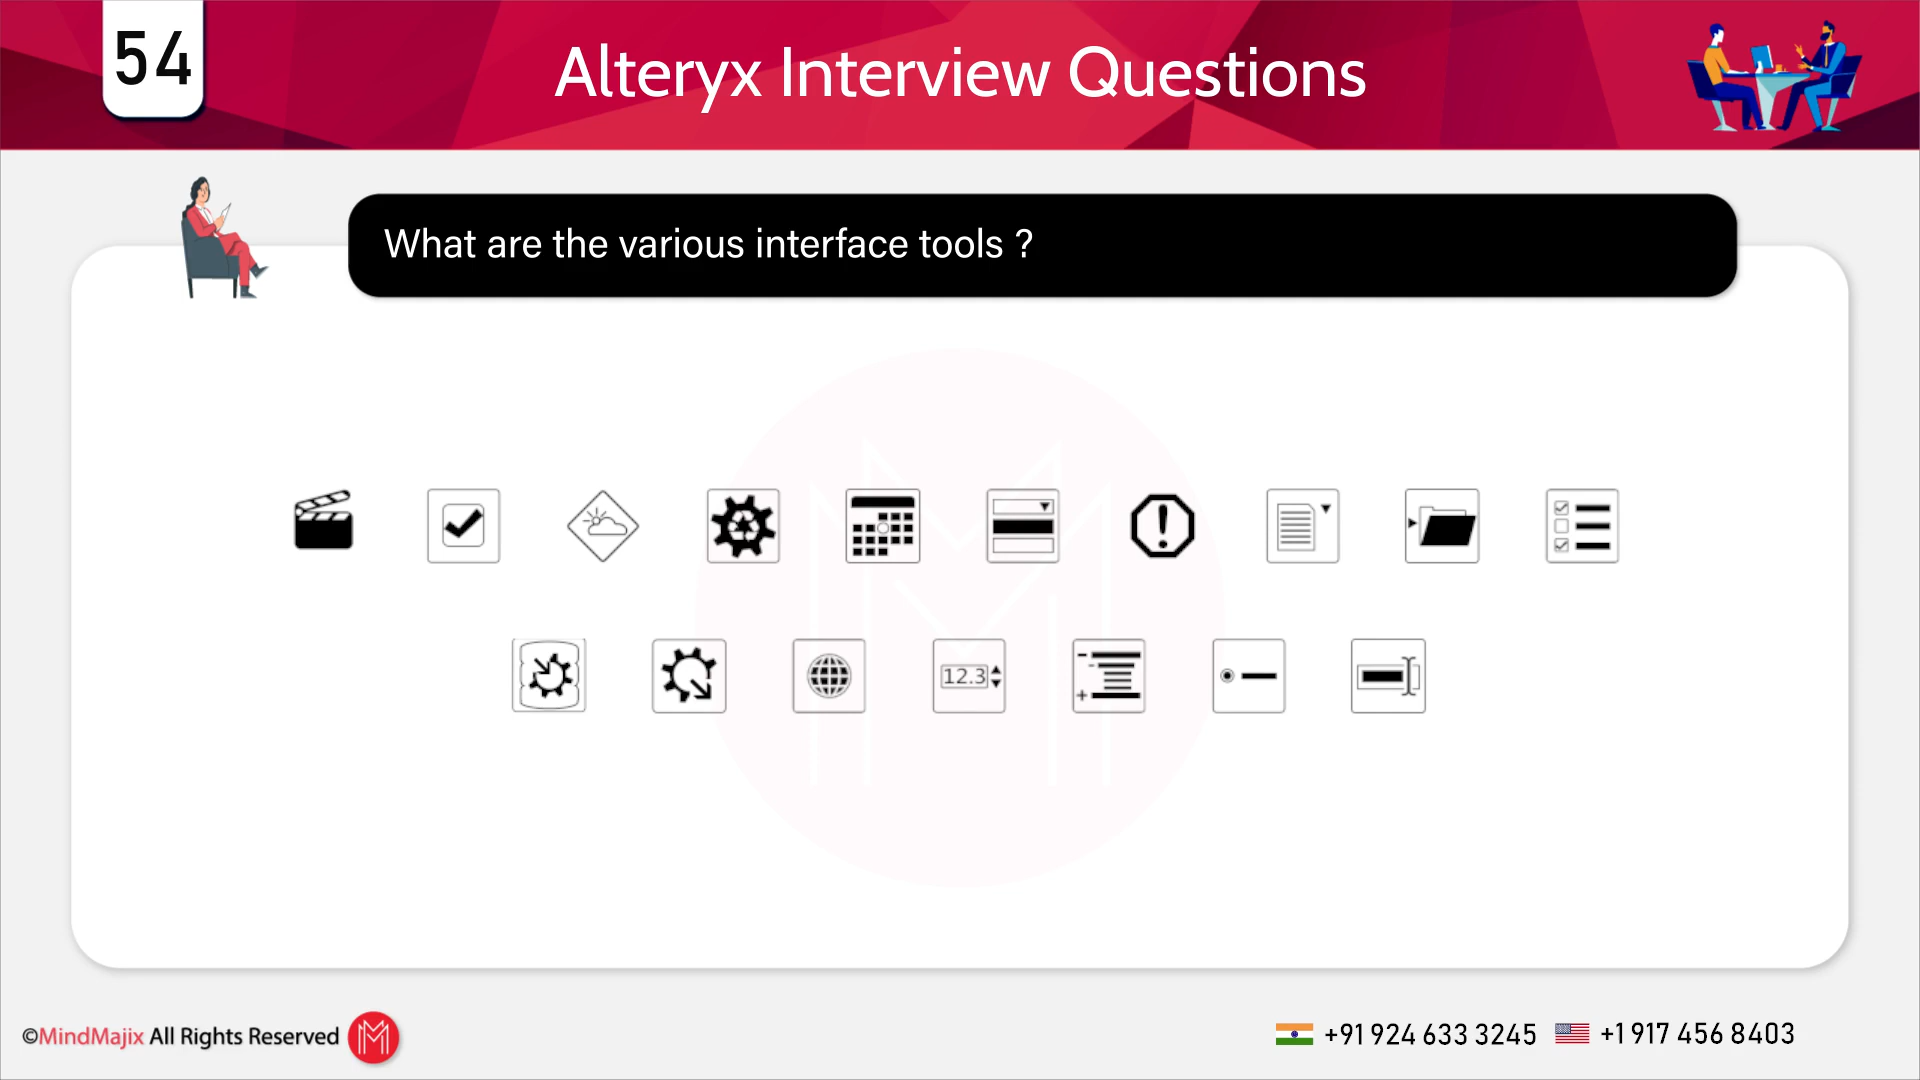 54
Alteryx Interview Questions
What are the various interface tools ?
12.3
©MindMajix All Rights Reserved
+91 924 633 3245
+1 917 456 8403